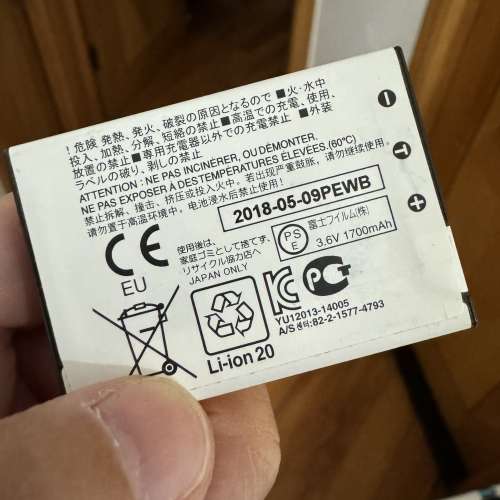 ！危険 発熱、発火、破裂の原因となるので ■火・水中
投入、加熱、分解、短絡の禁止 ■高温での充電、使用、
放置の禁止 ■専用充電器以外での充電禁止 ■外装
ラベルの破り、剥しの禁止
ATTENTION : NE PAS INCINERER, OU DEMONTER.
NE PAS EXPOSER À DESTEMPERATURES ELEVEES.(60°C)
禁止拆解、撞击、挤压或投入火中。若出现严重鼓胀，请勿继续使用。
请勿置于高温环境中。电池浸水后禁止使用！
2018-05-09PEWB
CE
EU
使用後は、
家庭ゴミとして捨てず、
リサイクル協力店へ
JAPAN ONLY
PS
E
富士フイルム(株)
3.6V 1700mAh
Li-ion 20
YU12013-14005
A/S 센터:82-2-1577-4793
−
T
+